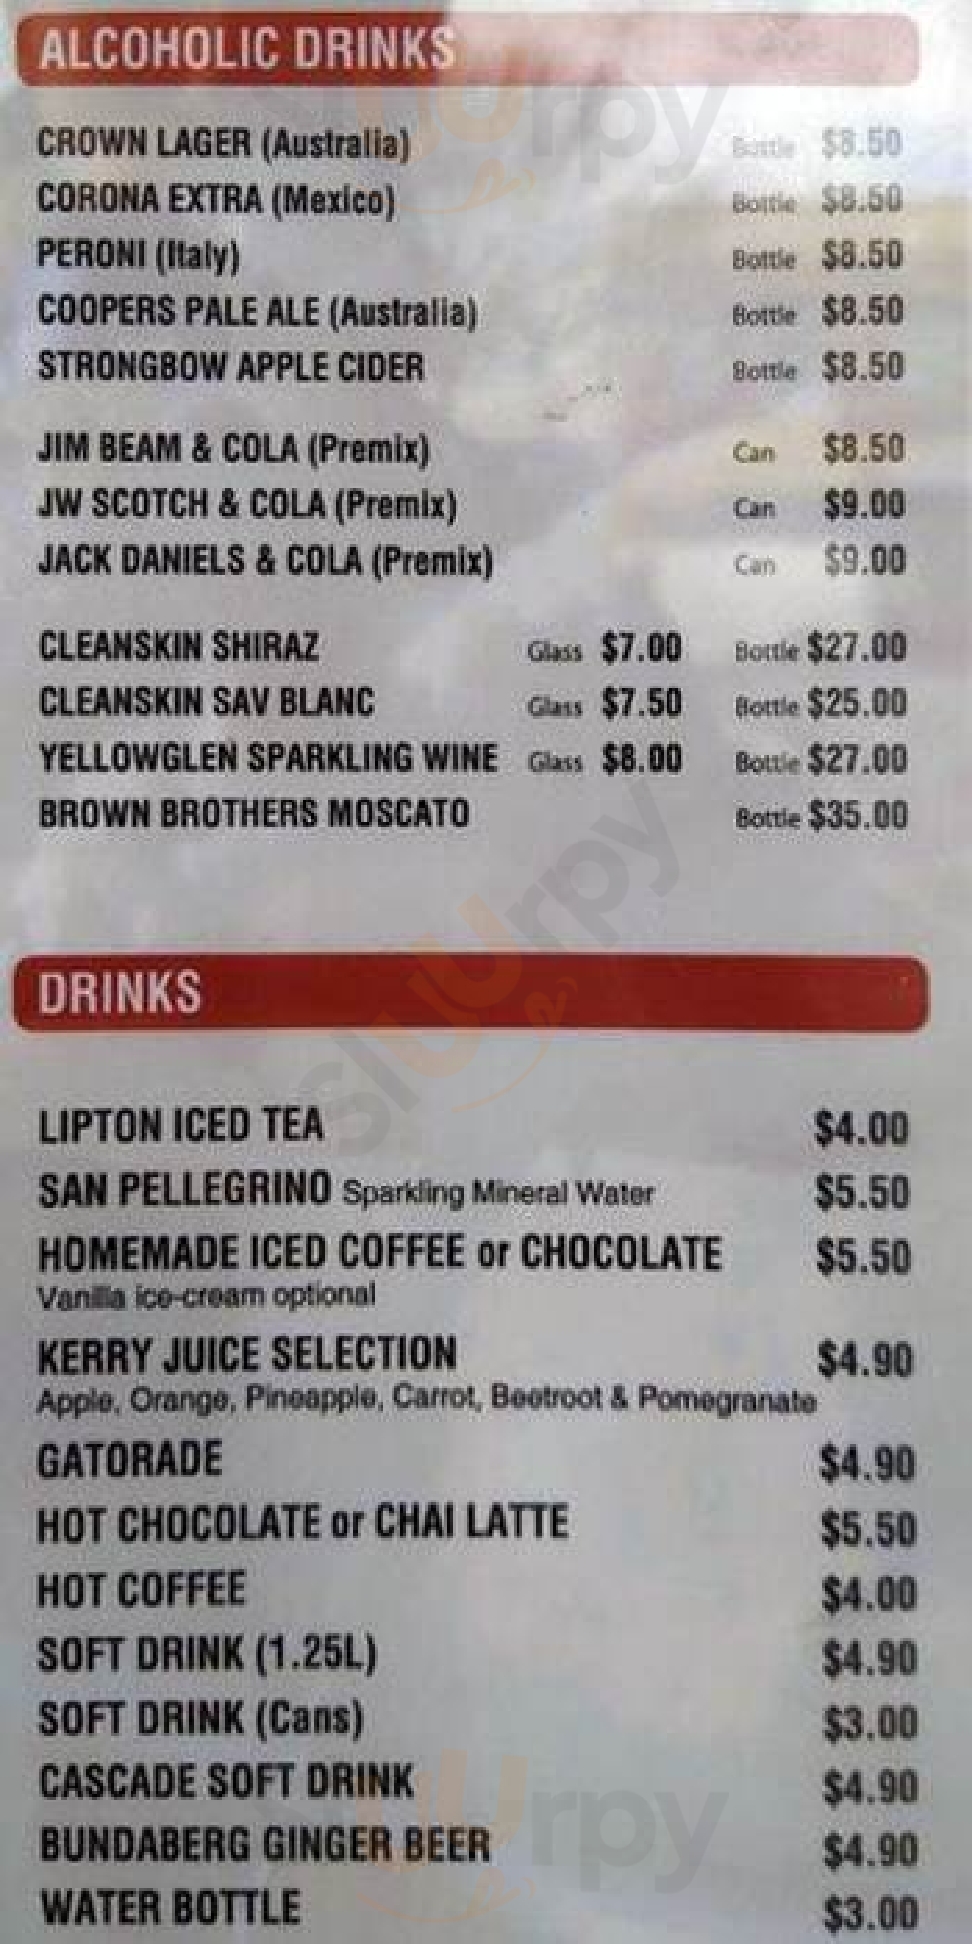 ALCOHOLIC DRINKS
CROWN LAGER (Australia) Bottle $8.50
CORONA EXTRA (Mexico) Bottle $8.50
PERONI (Italy) Bottle $8.50
COOPERS PALE ALE (Australia) Bottle $8.50
STRONGBOW APPLE CIDER Bottle $8.50
JIM BEAM & COLA (Premix) Can $8.50
JW SCOTCH & COLA (Premix) Can $9.00
JACK DANIELS & COLA (Premix) Can $9.00
CLEANSKIN SHIRAZ Glass $7.00 Bottle $27.00
CLEANSKIN SAV BLANC Glass $7.50 Bottle $25.00
YELLOWGLEN SPARKLING WINE Glass $8.00 Bottle $27.00
BROWN BROTHERS MOSCATO Bottle $35.00
slUrpy
DRINKS
LIPTON ICED TEA $4.00
SAN PELLEGRINO Sparkling Mineral Water $5.50
HOMEMADE ICED COFFEE or CHOCOLATE $5.50
Vanilla ice-cream optional
KERRY JUICE SELECTION $4.90
Apple, Orange, Pineapple, Carrot, Beetroot & Pomegranate
GATORADE $4.90
HOT CHOCOLATE or CHAI LATTE $5.50
HOT COFFEE $4.00
SOFT DRINK (1.25L) $4.90
SOFT DRINK (Cans) $3.00
CASCADE SOFT DRINK $4.90
BUNDABERG GINGER BEER $4.90
WATER BOTTLE $3.00